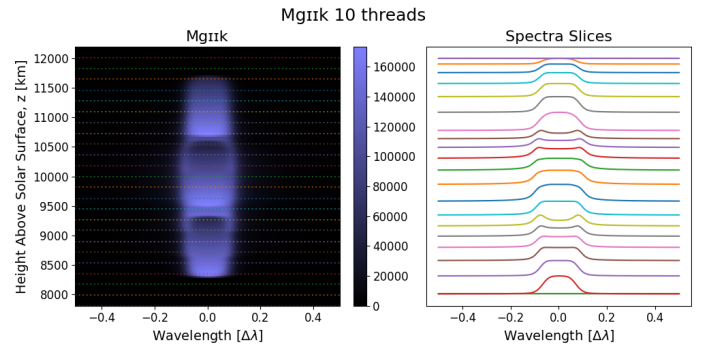 Mgɪɪk 10 threads
Mgɪɪk
Spectra Slices
Height Above Solar Surface, z [km]
12000
11500
11000
10500
10000
9500
9000
8500
8000
−0.4 −0.2 0.0 0.2 0.4
Wavelength [Δλ]
160000
140000
120000
100000
80000
60000
40000
20000
0
−0.4 −0.2 0.0 0.2 0.4
Wavelength [Δλ]